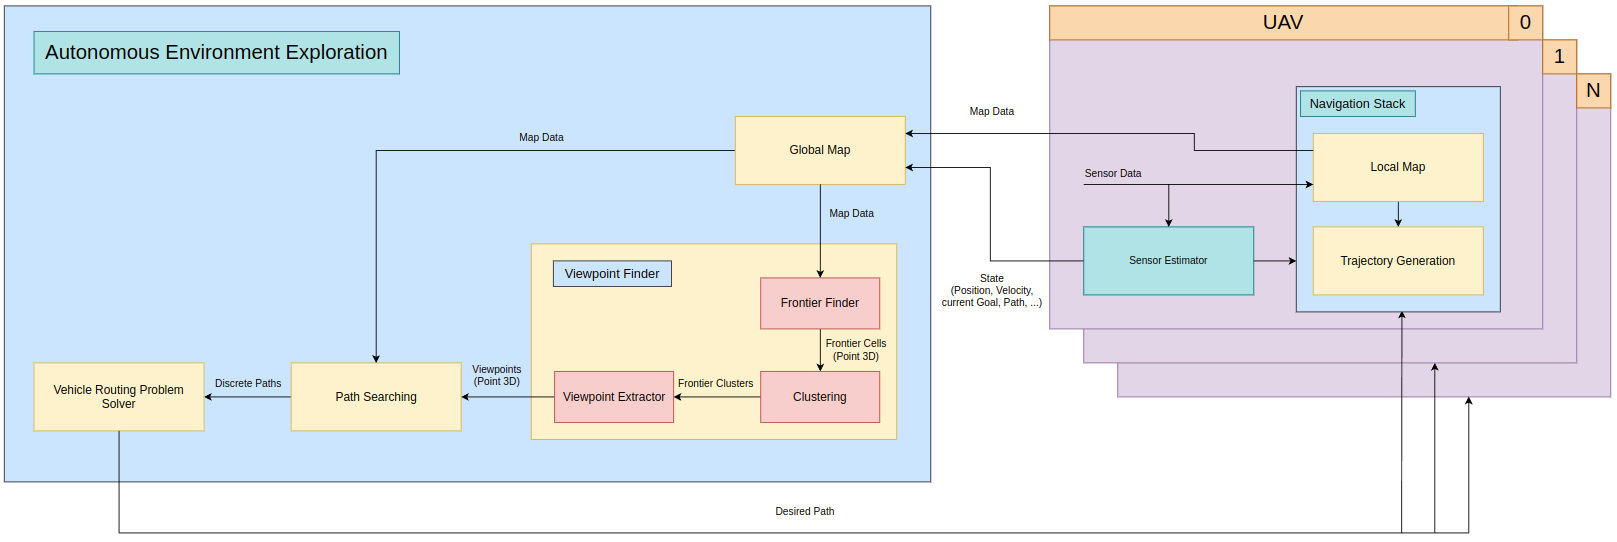 Autonomous Environment Exploration
UAV
0
1
N
Navigation Stack
Map Data
Map Data
Global Map
Local Map
Sensor Data
Map Data
Viewpoint Finder
Sensor Estimator
Trajectory Generation
State
(Position, Velocity,
current Goal, Path, ...)
Frontier Finder
Frontier Cells
(Point 3D)
Vehicle Routing Problem
Solver
Discrete Paths
Path Searching
Viewpoints
(Point 3D)
Viewpoint Extractor
Frontier Clusters
Clustering
Desired Path